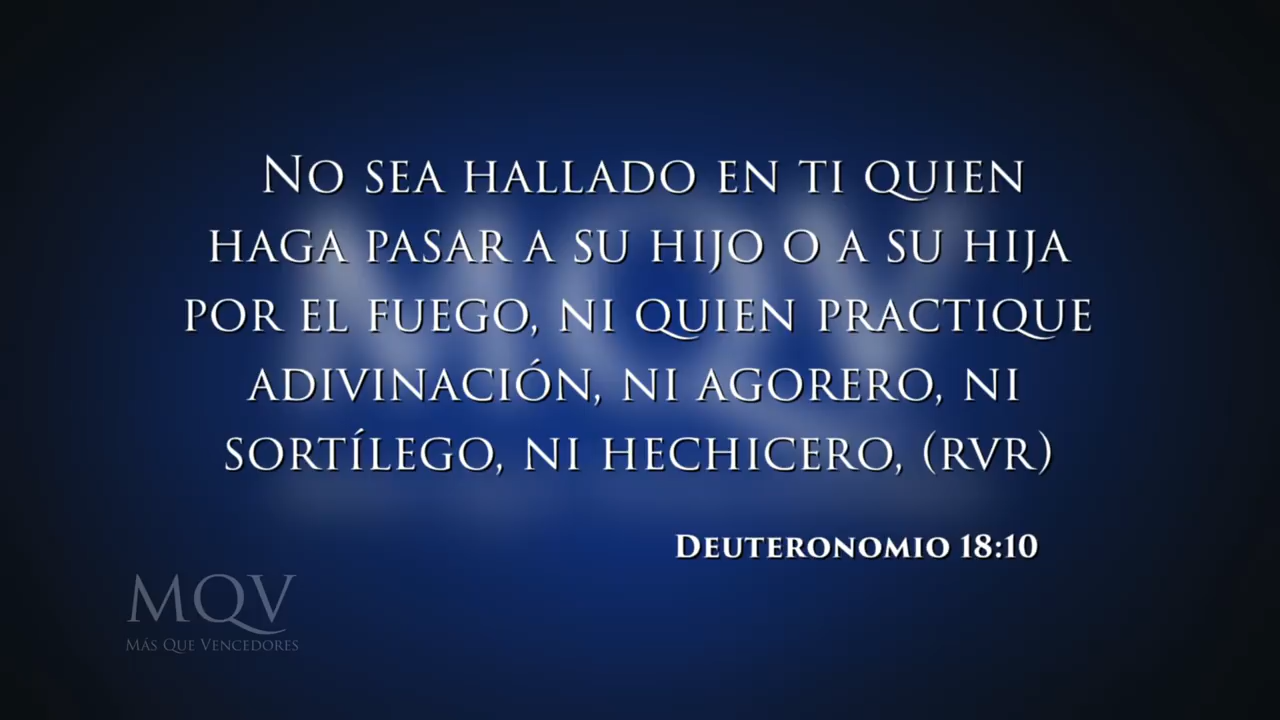 No sea hallado en ti quien
haga pasar a su hijo o a su hija
por el fuego, ni quien practique
adivinación, ni agorero, ni
sortílego, ni hechicero, (rvr)
Deuteronomio 18:10
MQV
Más Que Vencedores